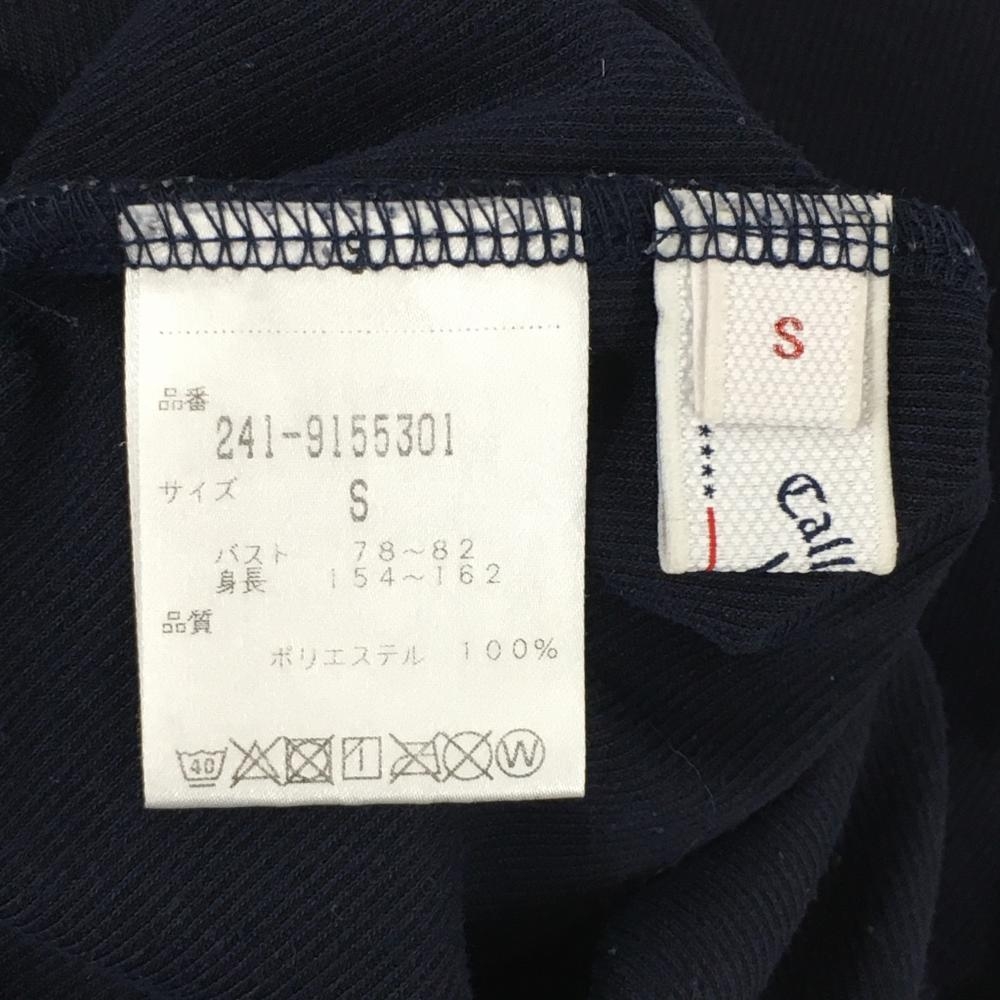 品番
241-9155301
サイズ
S
バスト 78～82
身長 154～162
品質
ポリエステル 100%
40
W
S
Call